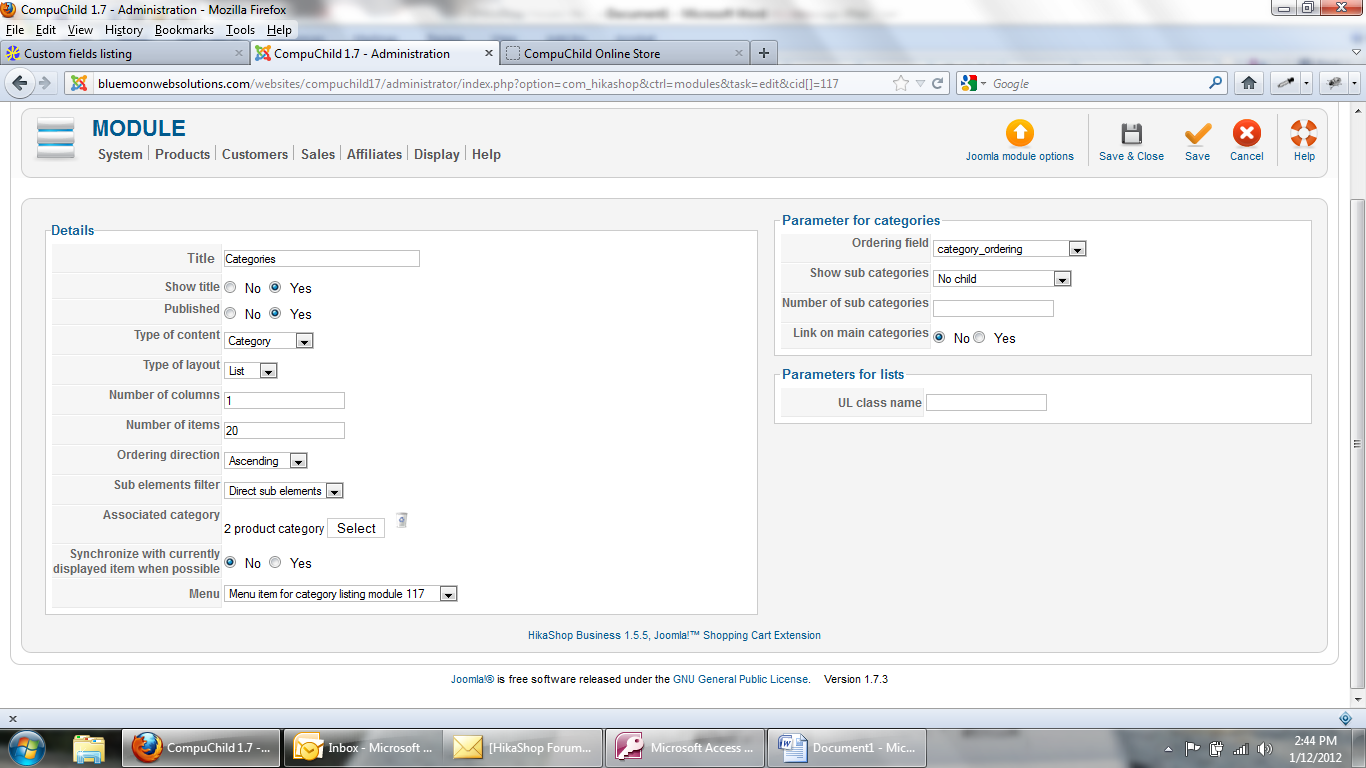 CompuChild 1.7 - Administration - Mozilla Firefox
File Edit View History Bookmarks Tools Help
Custom fields listing
CompuChild 1.7 - Administration
CompuChild Online Store
bluemoonwebsolutions.com/websites/compuchild17/administrator/index.php?option=com_hikashop&ctrl=modules&task=edit&cid[]=117
Google
MODULE
System Products Customers Sales Affiliates Display Help
Joomla module options
Save & Close
Save
Cancel
Help
Details
Title Categories
Show title No Yes
Published No Yes
Type of content Category
Type of layout List
Number of columns 1
Number of items 20
Ordering direction Ascending
Sub elements filter Direct sub elements
Associated category 2 product category Select
Synchronize with currently
displayed item when possible No Yes
Menu Menu item for category listing module 117
Parameter for categories
Ordering field category_ordering
Show sub categories No child
Number of sub categories
Link on main categories No Yes
Parameters for lists
UL class name
HikaShop Business 1.5.5, Joomla!™ Shopping Cart Extension
Joomla!® is free software released under the GNU General Public License. Version 1.7.3
x
CompuChild 1.7 -...
Inbox - Microsoft ...
[HikaShop Forum...
Microsoft Access ...
Document1 - Mic...
2:44 PM
1/12/2012